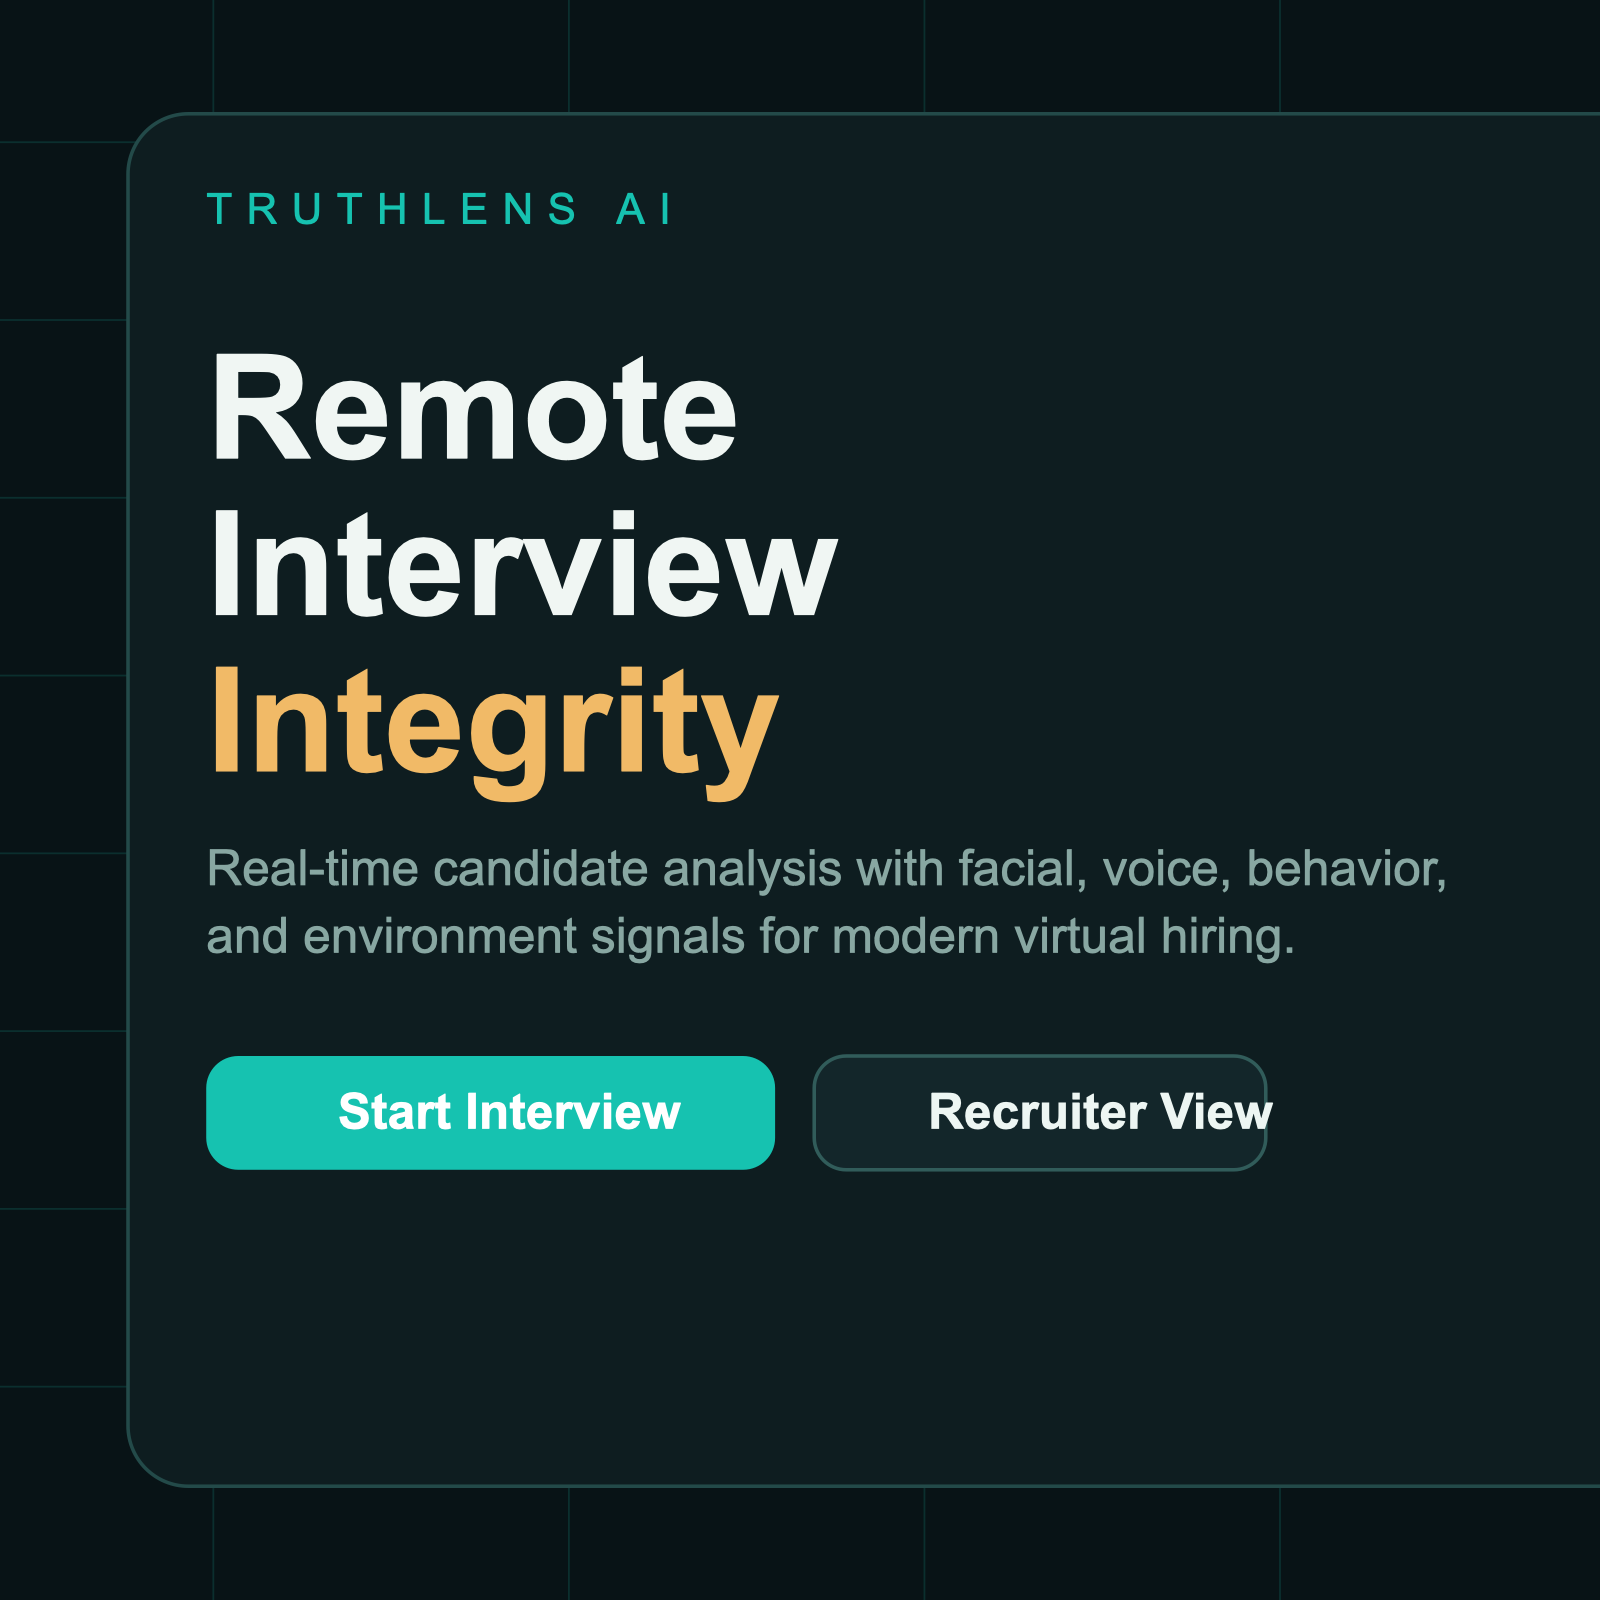 TRUTHLENS AI
Remote
Interview
Integrity
Real-time candidate analysis with facial, voice, behavior,
and environment signals for modern virtual hiring.
Start Interview
Recruiter View